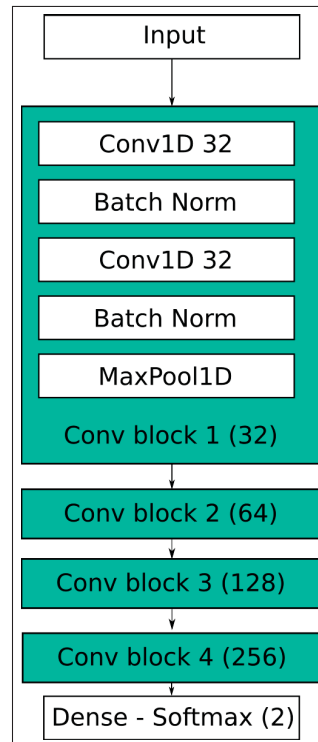 Input
Conv1D 32
Batch Norm
Conv1D 32
Batch Norm
MaxPool1D
Conv block 1 (32)
Conv block 2 (64)
Conv block 3 (128)
Conv block 4 (256)
Dense - Softmax (2)